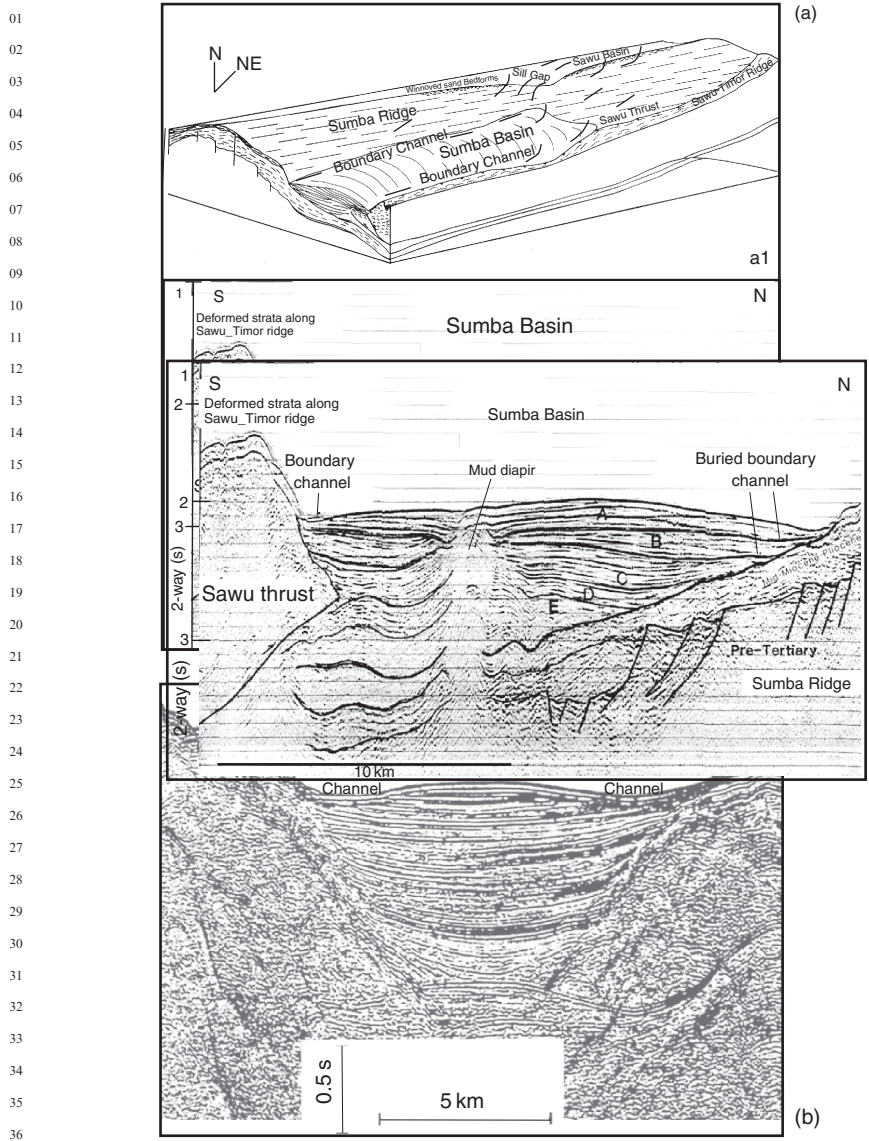 01
02
03
04
05
06
07
08
09
10
11
12
13
14
15
16
17
18
19
20
21
22
23
24
25
26
27
28
29
30
31
32
33
34
35
36
(a)
N
NE
Sawu Basin
Sill Gap
Winnoved sand Bedforms
Sawu-Timor Ridge
Sumba Ridge
Sawu Thrust
Boundary Channel
Sumba Basin
Boundary Channel
a1
1
S
N
Deformed strata along
Sawu_Timor ridge
Sumba Basin
1
S
N
2
Deformed strata along
Sawu_Timor ridge
Sumba Basin
Boundary
channel
Mud diapir
Buried boundary
channel
S
2
3
A
B
C
D
E
2-way (s)
Sawu thrust
3
Pre-Tertiary
2-way (s)
Sumba Ridge
10 km
Channel
Channel
0.5 s
5 km
(b)